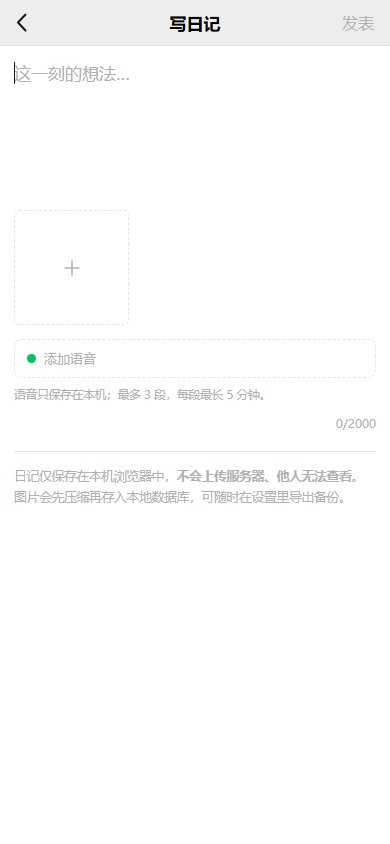 写日记
发表
这一刻的想法...
添加语音
语音只保存在本机；最多 3 段，每段最长 5 分钟。
0/2000
日记仅保存在本机浏览器中，不会上传服务器、他人无法查看。
图片会先压缩再存入本地数据库，可随时在设置里导出备份。